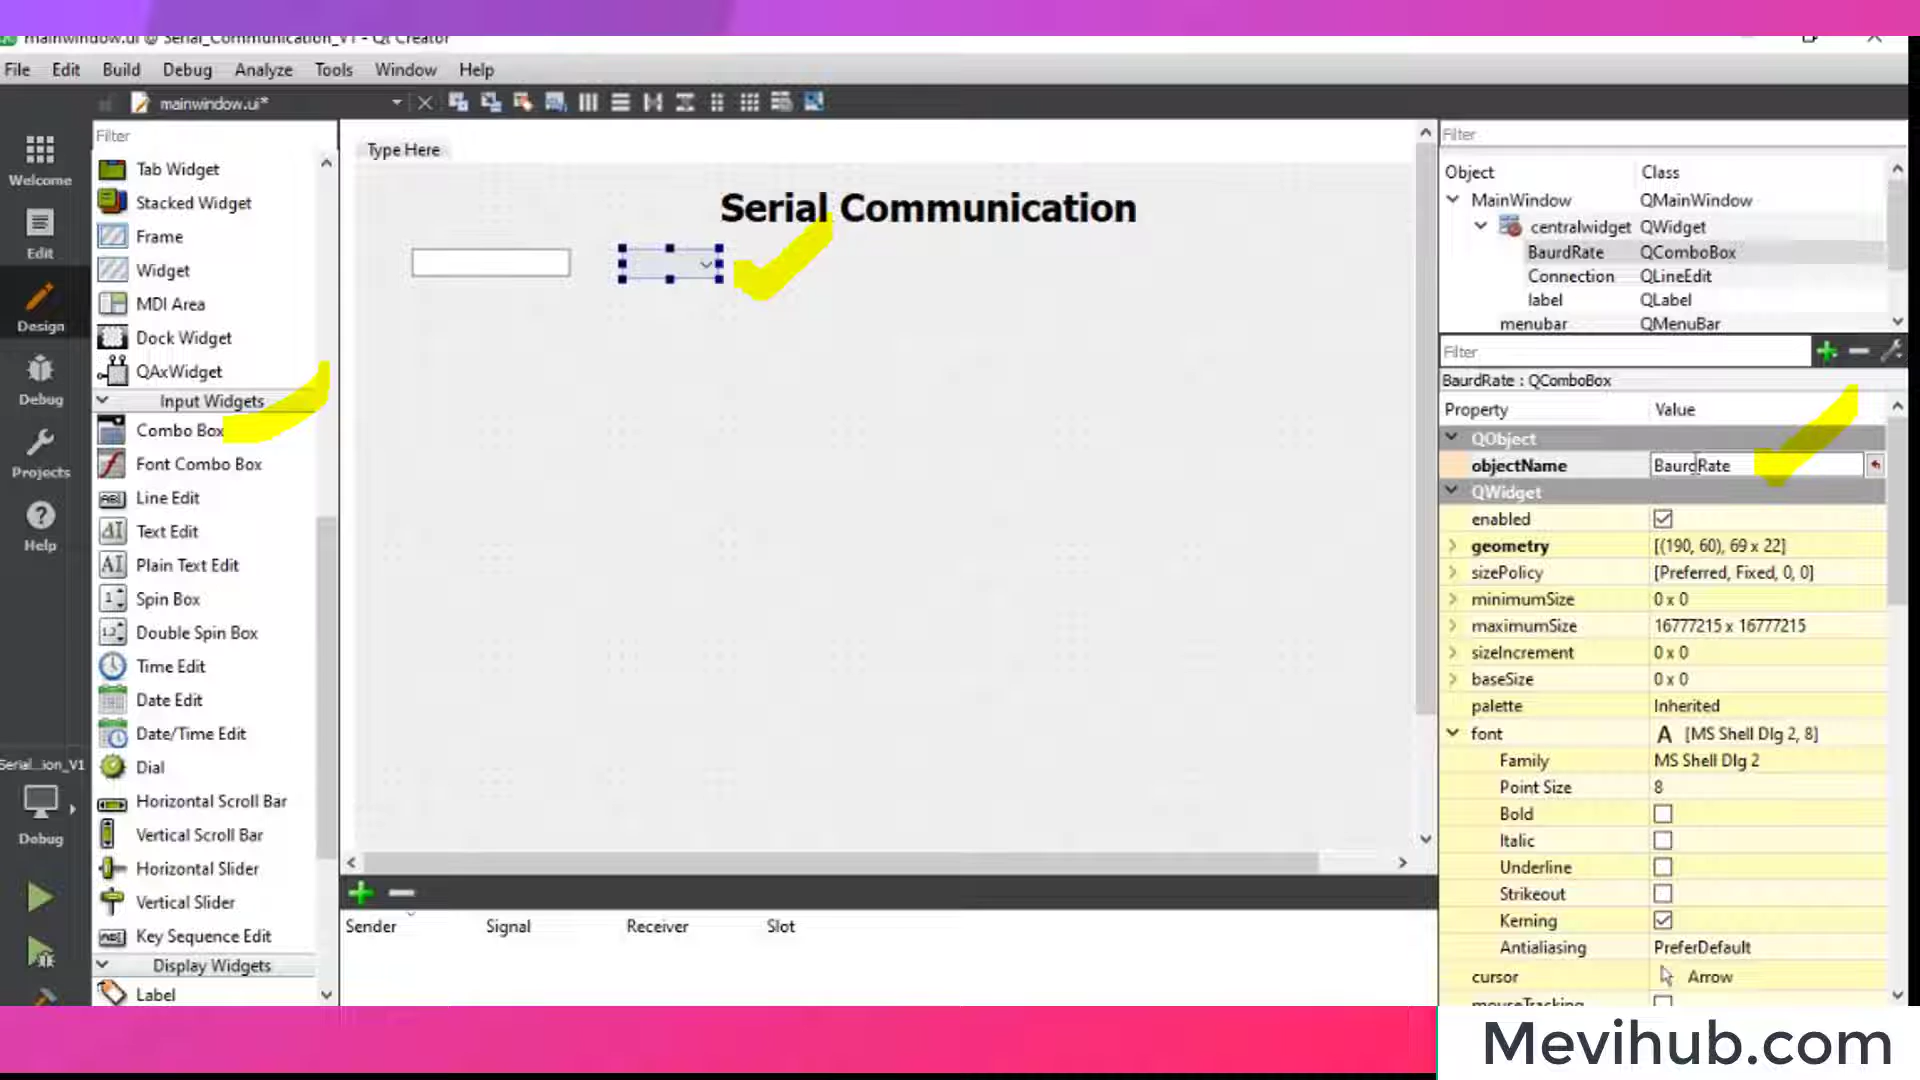 mainwindow.ui @ Serial_Communication_V1 - Qt Creator
File Edit Build Debug Analyze Tools Window Help
mainwindow.ui*
Welcome
Edit
Design
Debug
Projects
Help
Serial...ion_V1
Debug
Filter
Tab Widget
Stacked Widget
Frame
Widget
MDI Area
Dock Widget
QAxWidget
Input Widgets
Combo Box
Font Combo Box
Line Edit
Text Edit
Plain Text Edit
Spin Box
Double Spin Box
Time Edit
Date Edit
Date/Time Edit
Dial
Horizontal Scroll Bar
Vertical Scroll Bar
Horizontal Slider
Vertical Slider
Key Sequence Edit
Display Widgets
Label
Type Here
Serial Communication
Sender Signal Receiver Slot
Filter
Object Class
MainWindow QMainWindow
centralwidget QWidget
BaurdRate QComboBox
Connection QLineEdit
label QLabel
menubar QMenuBar
Filter
BaurdRate : QComboBox
Property Value
QObject
objectName BaurdRate
QWidget
enabled
geometry [(190, 60), 69 x 22]
sizePolicy [Preferred, Fixed, 0, 0]
minimumSize 0 x 0
maximumSize 16777215 x 16777215
sizeIncrement 0 x 0
baseSize 0 x 0
palette Inherited
font A [MS Shell Dlg 2, 8]
Family MS Shell Dlg 2
Point Size 8
Bold
Italic
Underline
Strikeout
Kerning
Antialiasing PreferDefault
cursor Arrow
mouseTracking
Mevihub.com